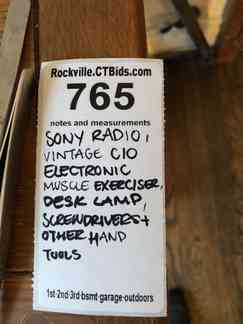 Rockville.CTBids.com
765
notes and measurements
SONY RADIO,
VINTAGE CIO
ELECTRONIC
MUSCLE EXERCISER,
DESK LAMP,
SCREWDRIVERS+
OTHER HAND
TOOLS
1st-2nd-3rd-bsmt-garage-outdoors